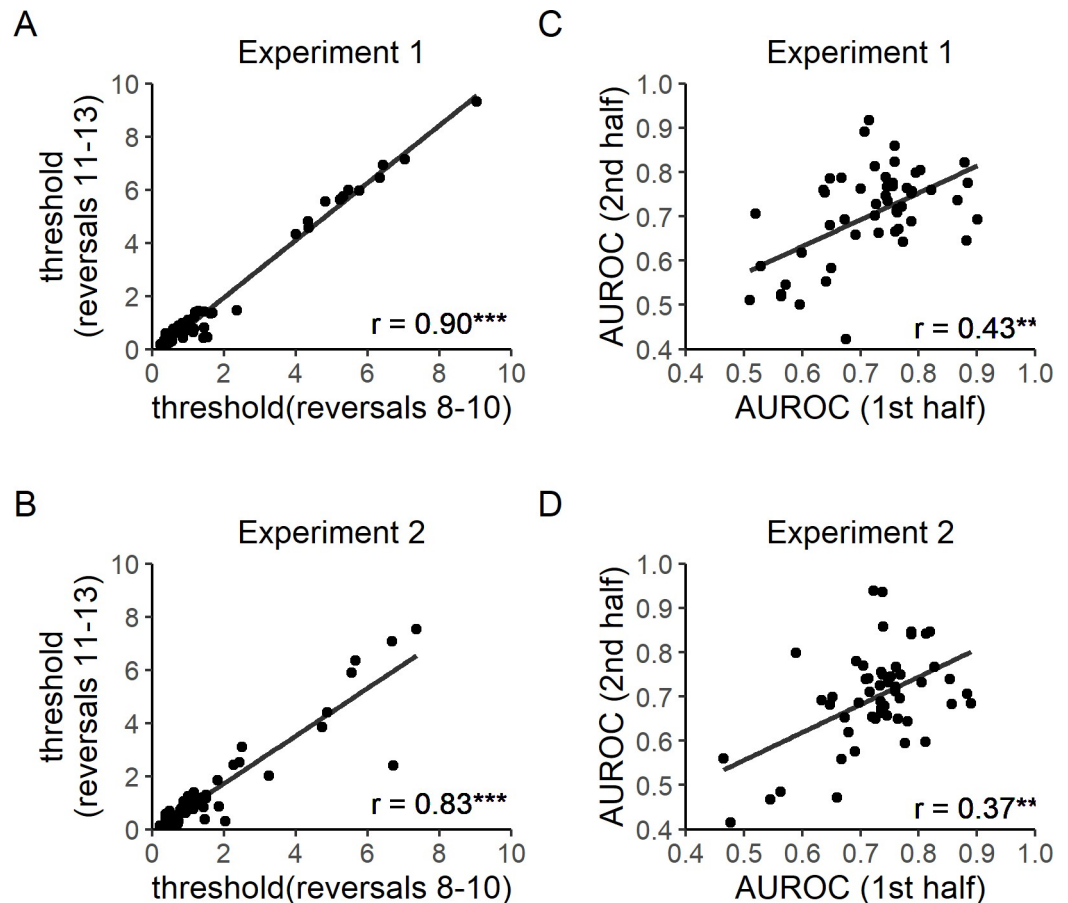 A
Experiment 1
threshold
(reversals 11-13)
10
8
6
4
2
0
r = 0.90***
0 2 4 6 8 10
threshold(reversals 8-10)
C
Experiment 1
AUROC (2nd half)
1.0
0.9
0.8
0.7
0.6
0.5
0.4
r = 0.43**
0.4 0.5 0.6 0.7 0.8 0.9 1.0
AUROC (1st half)
B
Experiment 2
threshold
(reversals 11-13)
10
8
6
4
2
0
r = 0.83***
0 2 4 6 8 10
threshold(reversals 8-10)
D
Experiment 2
AUROC (2nd half)
1.0
0.9
0.8
0.7
0.6
0.5
0.4
r = 0.37**
0.4 0.5 0.6 0.7 0.8 0.9 1.0
AUROC (1st half)